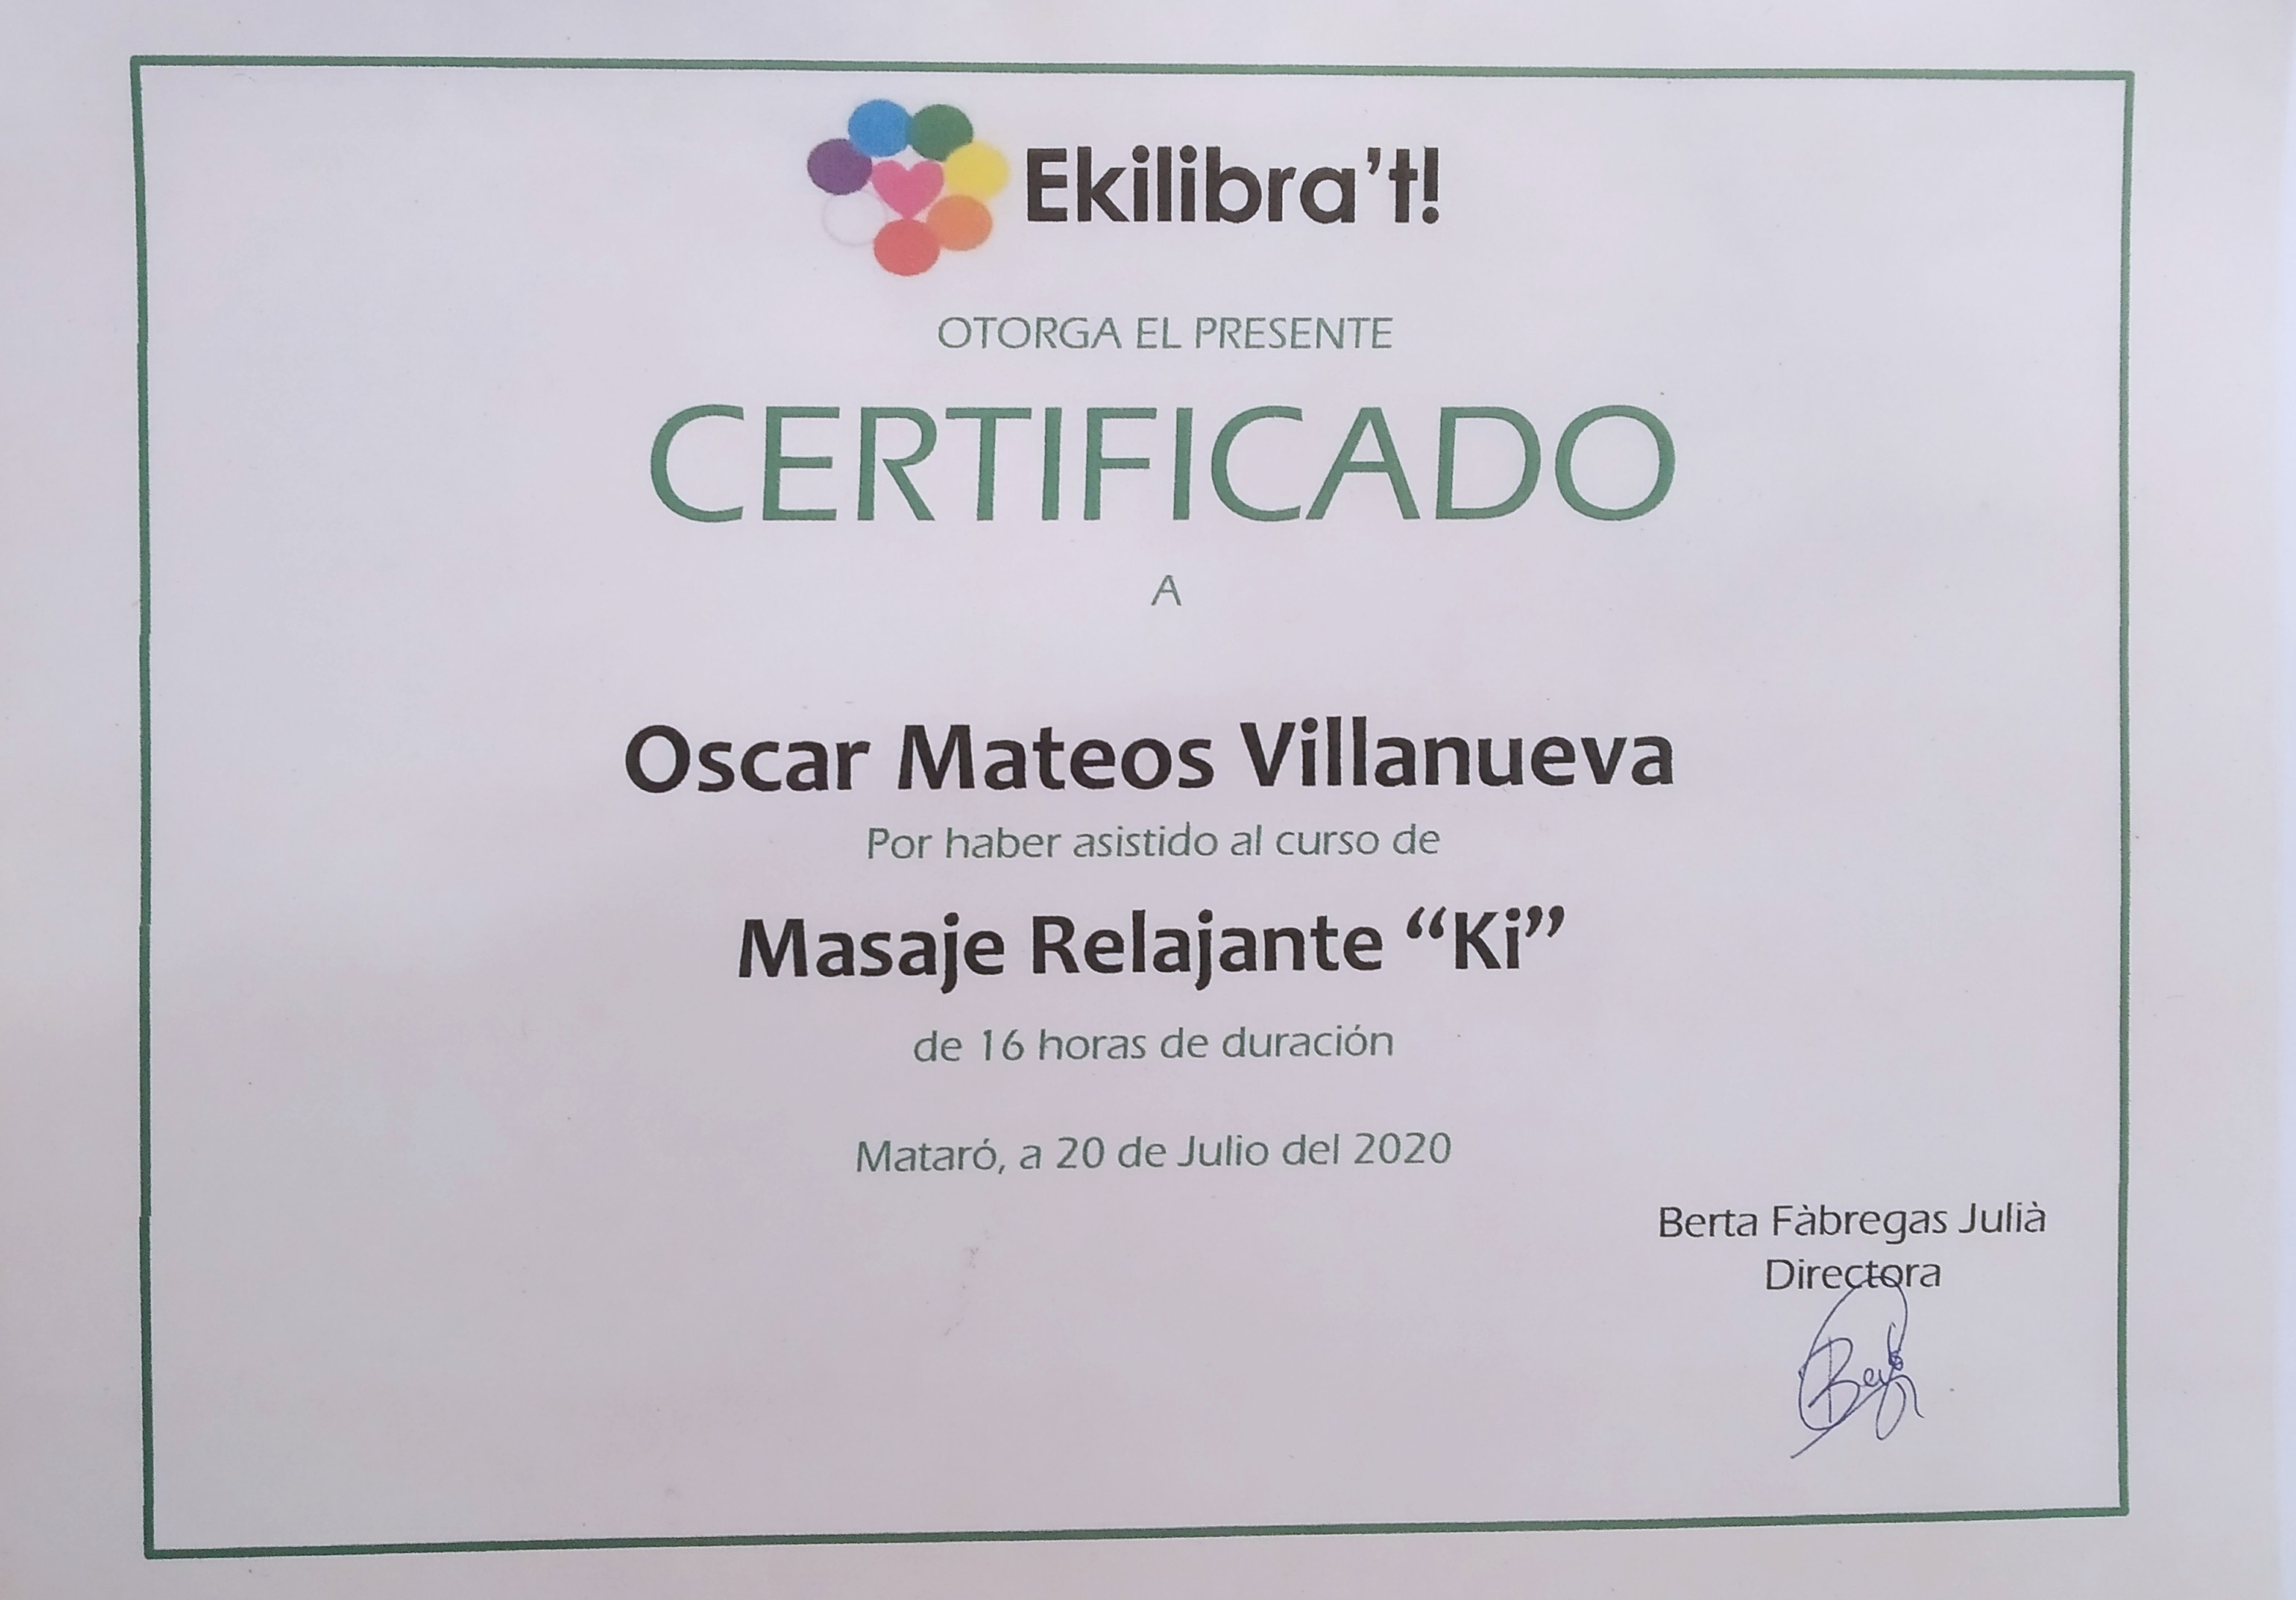 Ekilibra't!
OTORGA EL PRESENTE
CERTIFICADO
A
Oscar Mateos Villanueva
Por haber asistido al curso de
Masaje Relajante “Ki”
de 16 horas de duración
Mataró, a 20 de Julio del 2020
Berta Fàbregas Julià
Directora